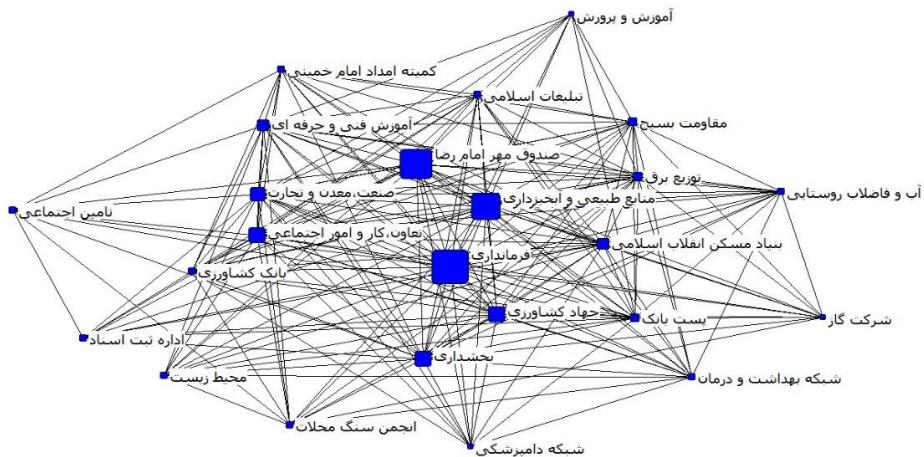 آموزش و پرورش
کمیته امداد امام خمینی
تبلیغات اسلامی
آموزش فنی و حرفه ای
مقاومت بسیج
صندوق مهر امام رضا
توزیع برق
آب و فاضلاب روستایی
صنعت،معدن و تجارت
منابع طبیعی و ابخیزداری
تامین اجتماعی
تعاون،کار و امور اجتماعی
بنیاد مسکن انقلاب اسلامی
فرمانداری
بانک کشاورزی
جهاد کشاورزی
پست بانک
شرکت گاز
اداره ثبت اسناد
بخشداری
محیط زیست
شبکه بهداشت و درمان
انجمن سنگ محلات
شبکه دامپزشکی